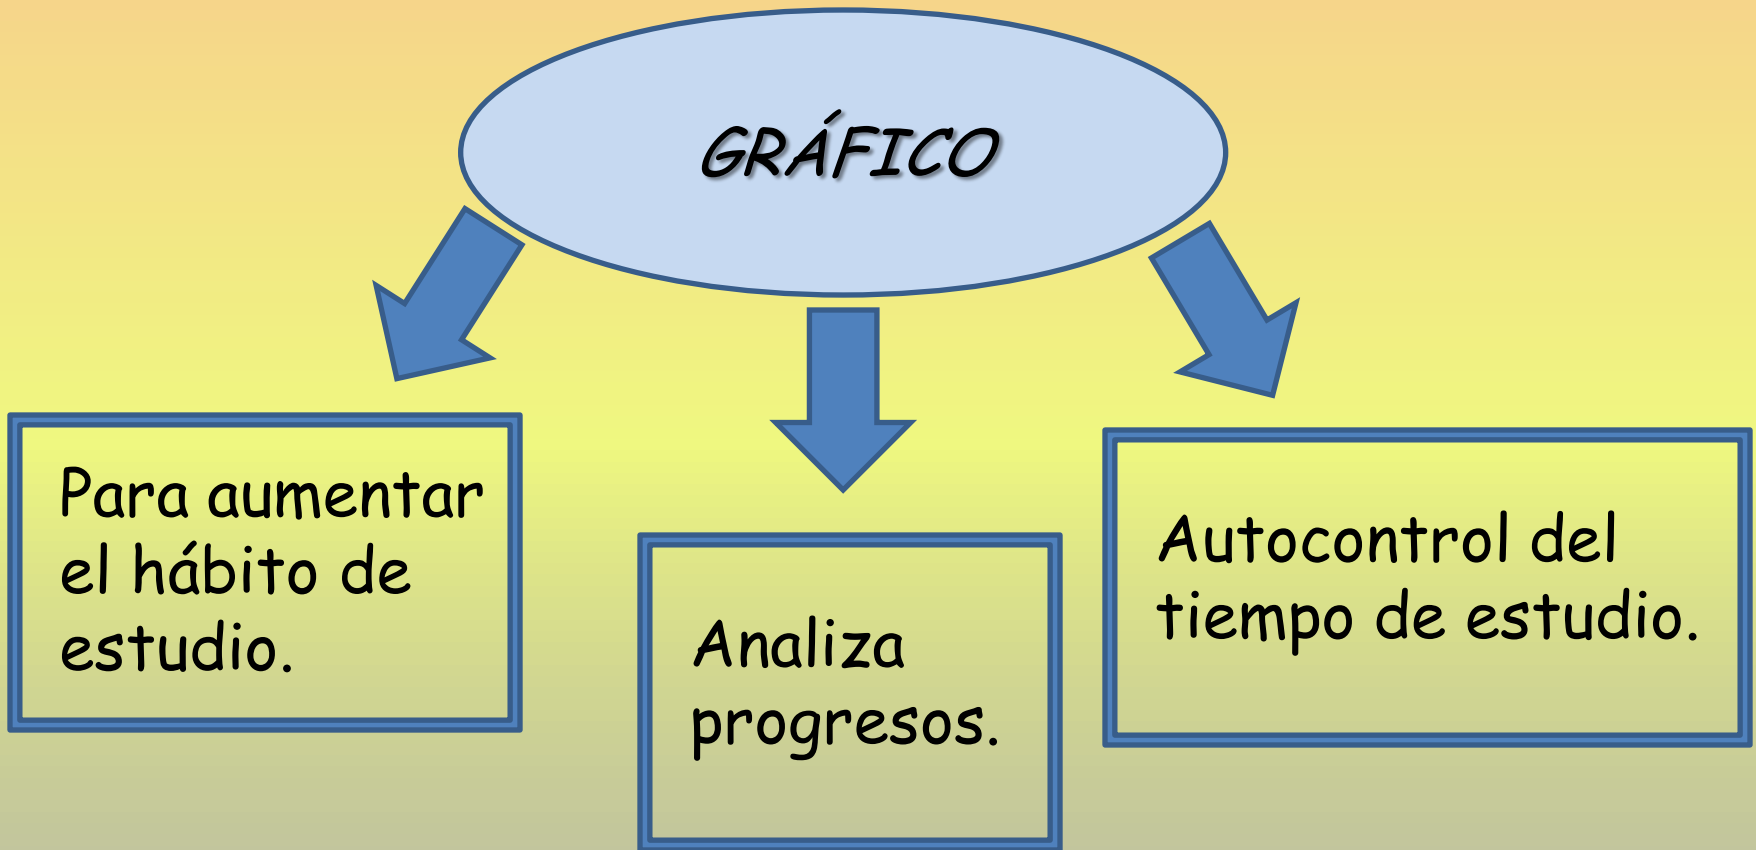 GRÁFICO
Para aumentar
el hábito de
estudio.
Analiza
progresos.
Autocontrol del
tiempo de estudio.